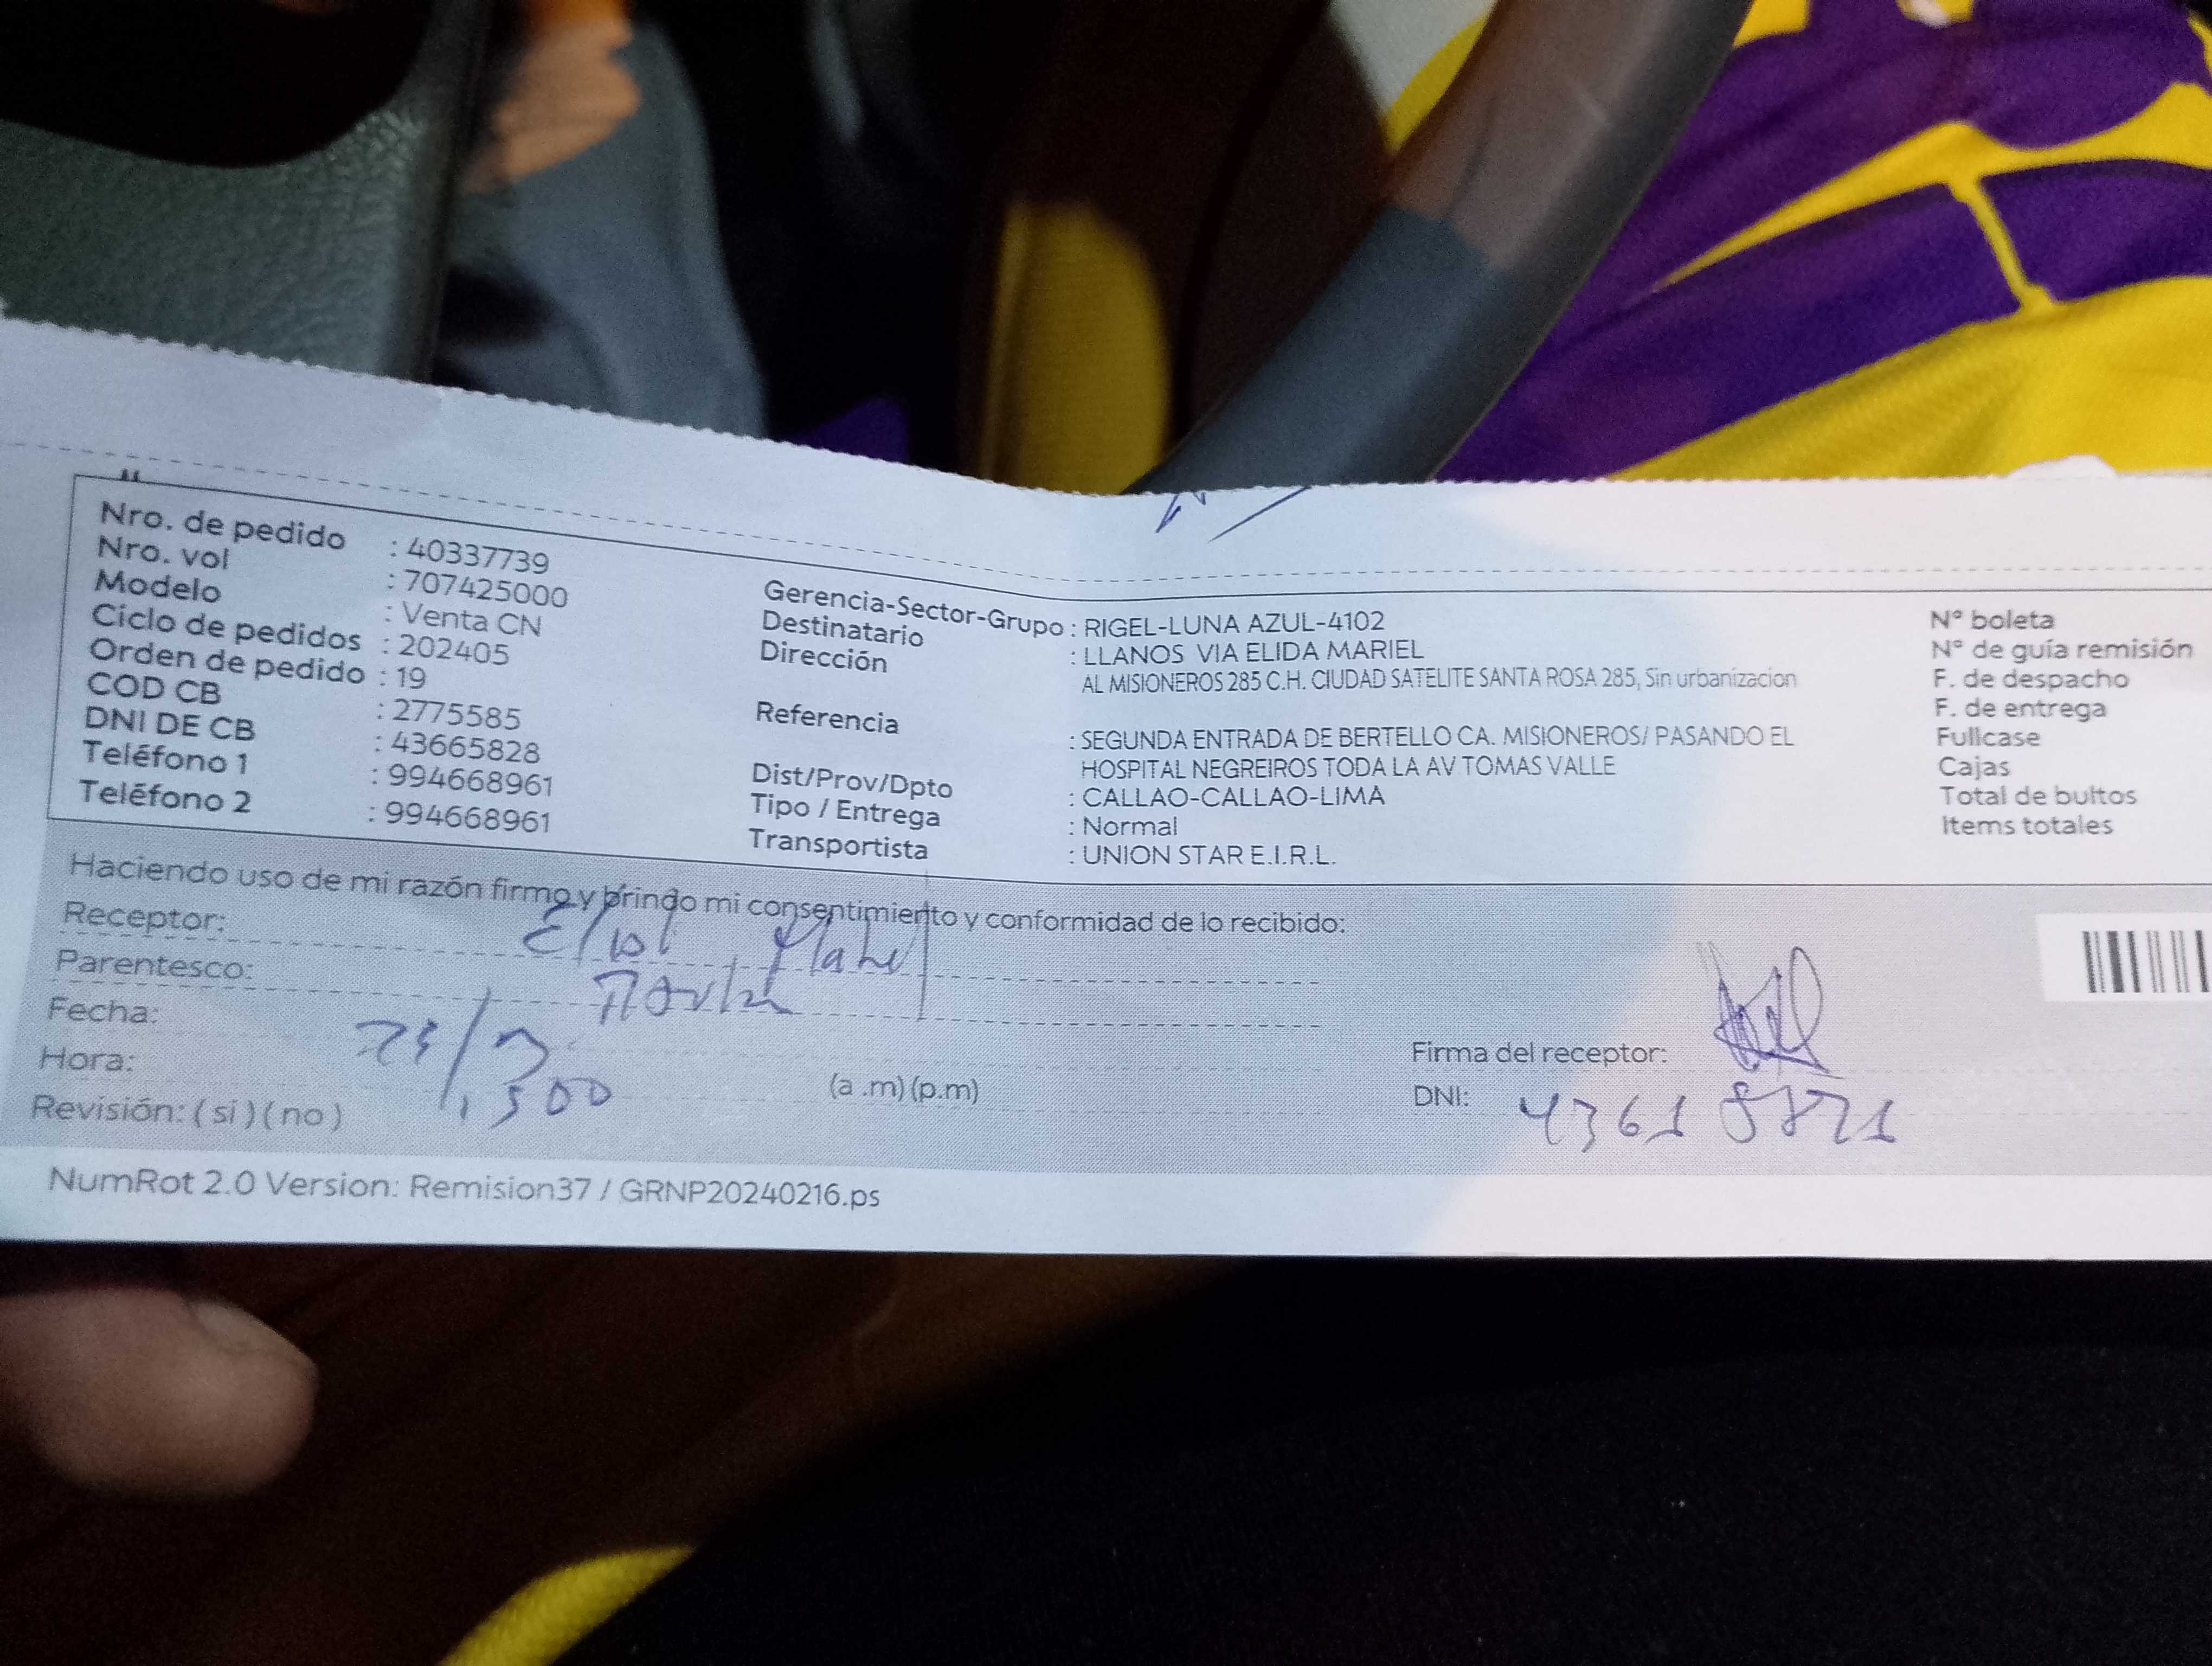 Nro. de pedido : 40337739
Nro. vol : 707425000
Modelo : Venta CN
Ciclo de pedidos : 202405
Orden de pedido : 19
COD CB : 2775585
DNI DE CB : 43665828
Teléfono 1 : 994668961
Teléfono 2 : 994668961
Gerencia-Sector-Grupo : RIGEL-LUNA AZUL-4102
Destinatario : LLANOS VIA ELIDA MARIEL
Dirección AL MISIONEROS 285 C.H. CIUDAD SATELITE SANTA ROSA 285, Sin urbanizacion
Referencia : SEGUNDA ENTRADA DE BERTELLO CA. MISIONEROS/ PASANDO EL
HOSPITAL NEGREIROS TODA LA AV TOMAS VALLE
Dist/Prov/Dpto : CALLAO-CALLAO-LIMA
Tipo / Entrega : Normal
Transportista : UNION STAR E.I.R.L.
N° boleta
N° de guía remisión
F. de despacho
F. de entrega
Fullcase
Cajas
Total de bultos
Items totales
Haciendo uso de mi razón firmo y brindo mi consentimiento y conformidad de lo recibido:
Receptor:
Parentesco:
Fecha:
Hora: (a .m) (p.m)
Revisión: ( si ) ( no )
Firma del receptor:
DNI:
NumRot 2.0 Version: Remision37 / GRNP20240216.ps